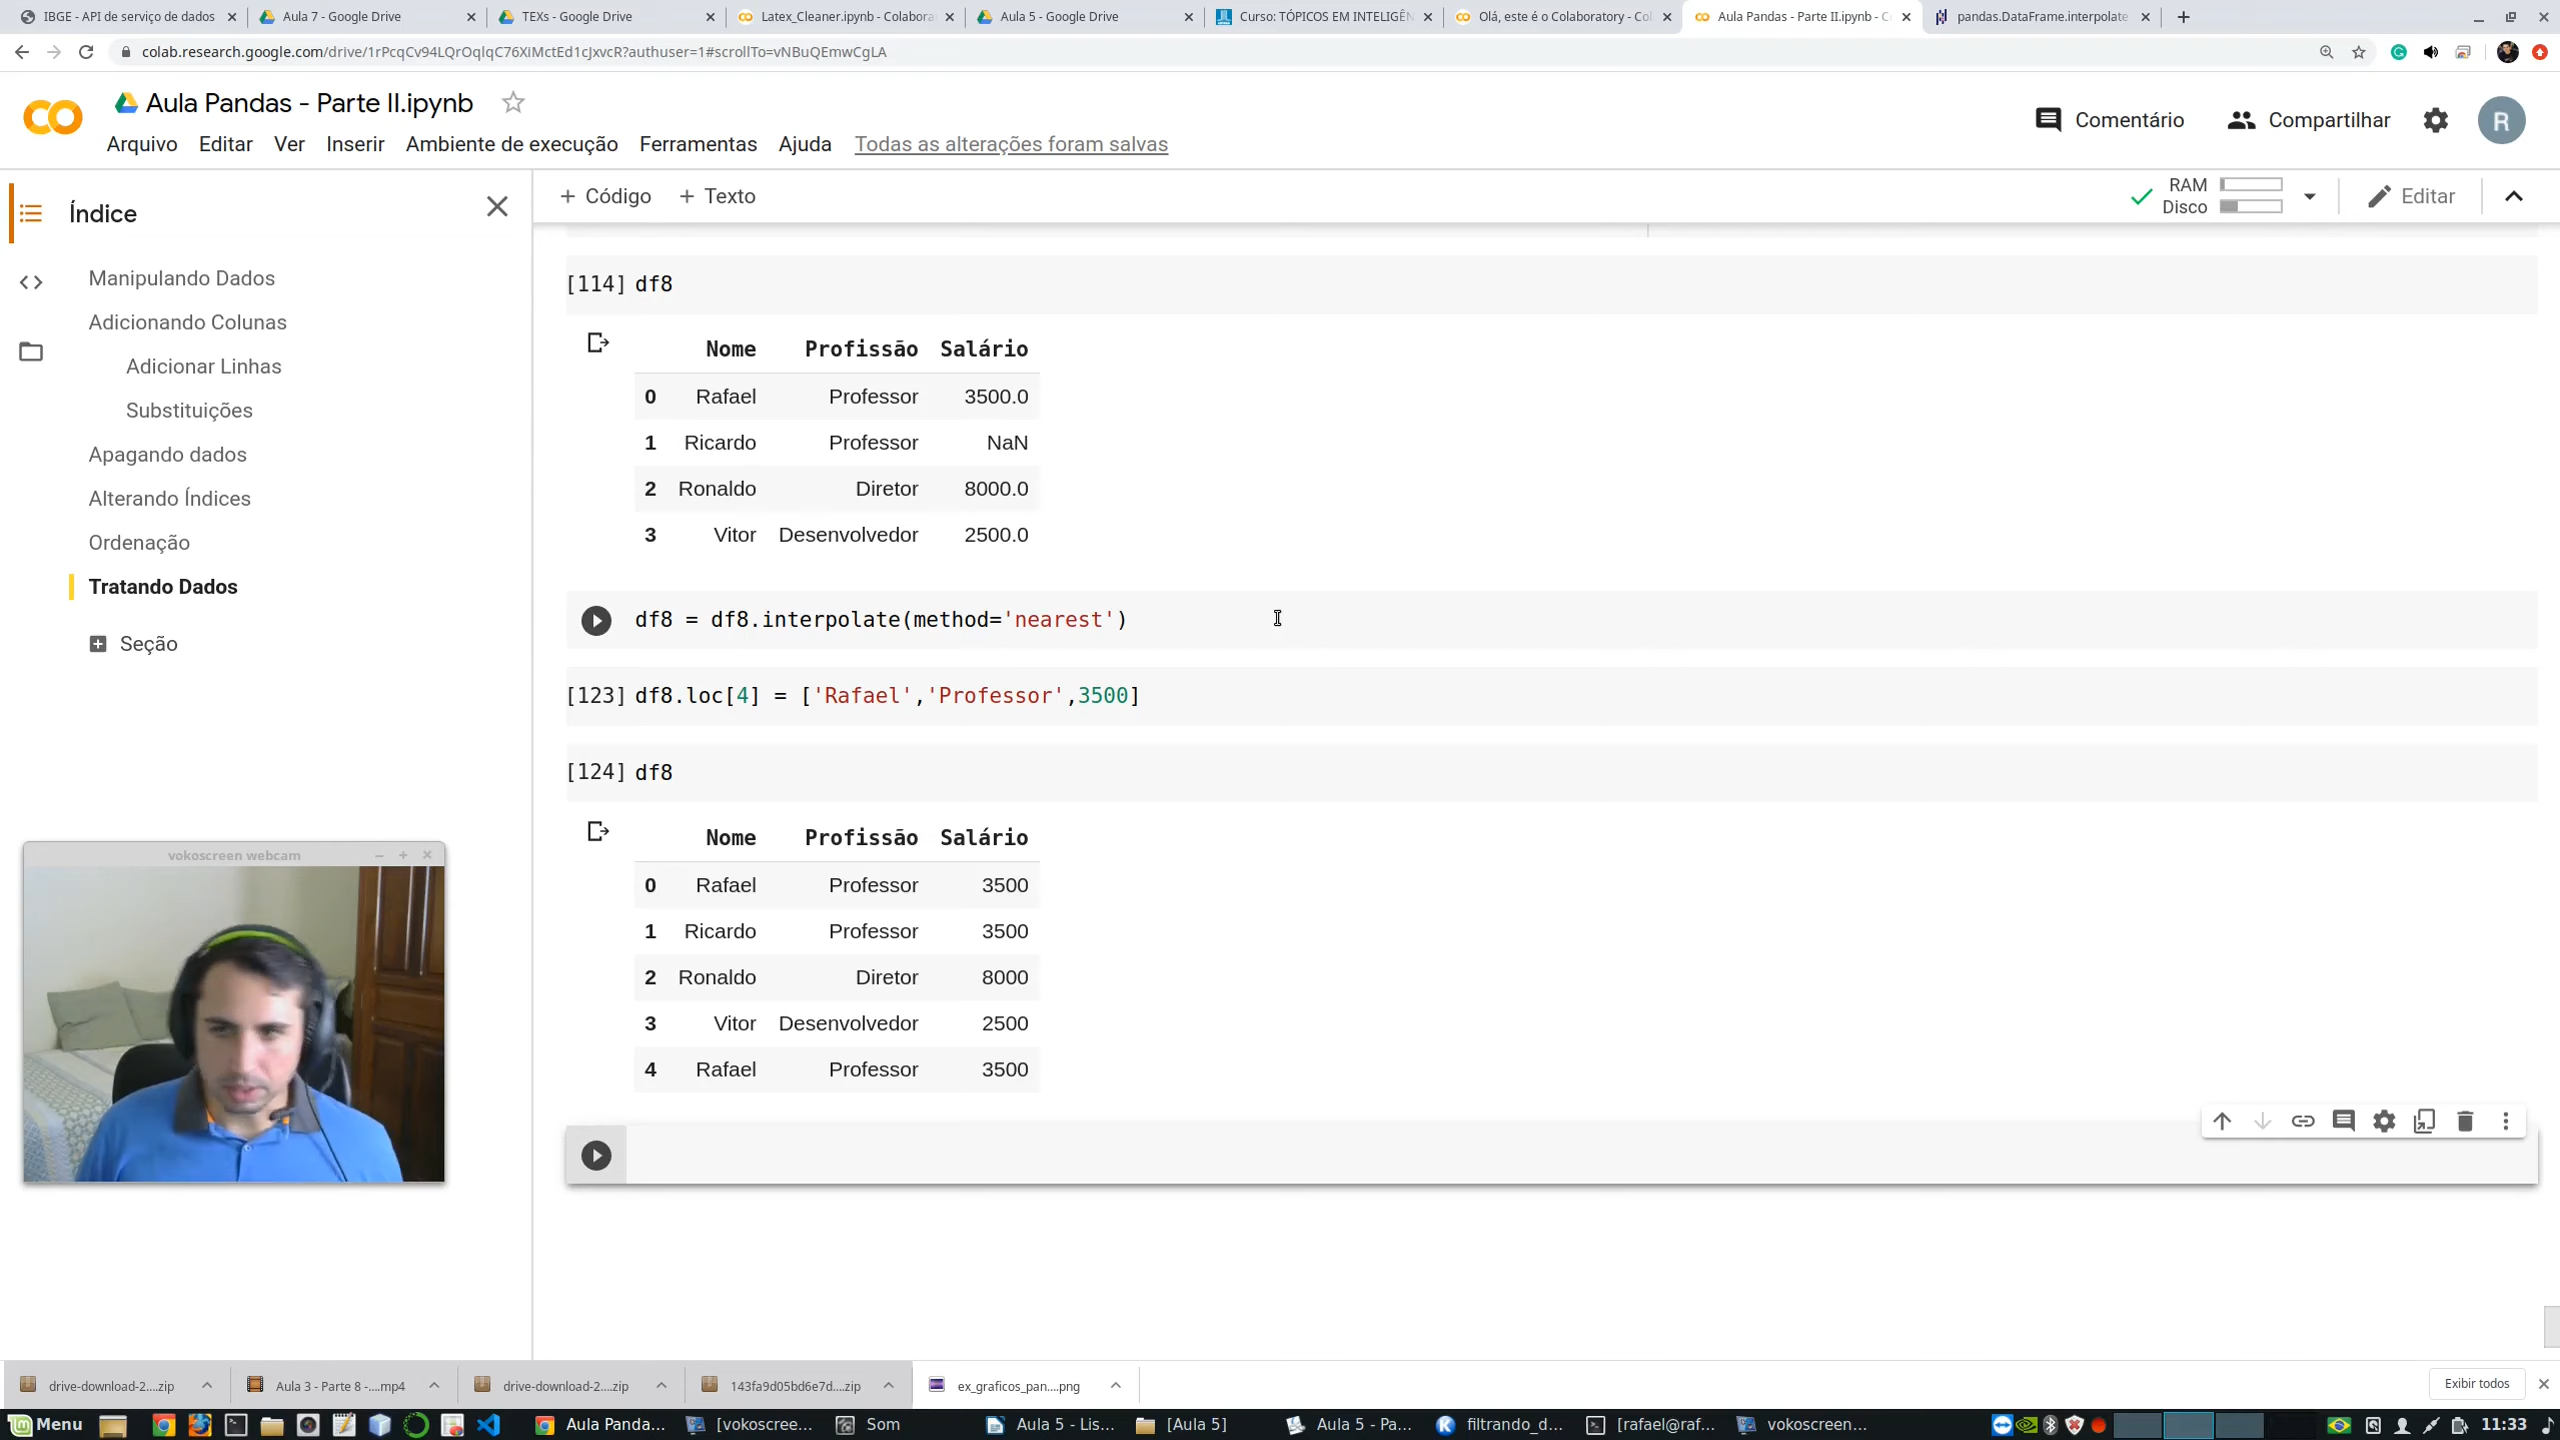 IBGE - API de serviço de dados
Aula 7 - Google Drive
TEXs - Google Drive
Latex_Cleaner.ipynb - Colabora
Aula 5 - Google Drive
Curso: TÓPICOS EM INTELIGÊN
Olá, este é o Colaboratory - Col
Aula Pandas - Parte II.ipynb - C
pandas.DataFrame.interpolate
colab.research.google.com/drive/1rPcqCv94LQrOqlqC76XiMctEd1cJxvcR?authuser=1#scrollTo=vNBuQEmwCgLA
Aula Pandas - Parte II.ipynb
Arquivo Editar Ver Inserir Ambiente de execução Ferramentas Ajuda Todas as alterações foram salvas
Comentário Compartilhar R
Índice
+ Código + Texto
RAM
Disco
Editar
Manipulando Dados
Adicionando Colunas
Adicionar Linhas
Substituições
Apagando dados
Alterando Índices
Ordenação
Tratando Dados
Seção
[114] df8
Nome Profissão Salário
0 Rafael Professor 3500.0
1 Ricardo Professor NaN
2 Ronaldo Diretor 8000.0
3 Vitor Desenvolvedor 2500.0
df8 = df8.interpolate(method='nearest')
[123] df8.loc[4] = ['Rafael','Professor',3500]
[124] df8
Nome Profissão Salário
0 Rafael Professor 3500
1 Ricardo Professor 3500
2 Ronaldo Diretor 8000
3 Vitor Desenvolvedor 2500
4 Rafael Professor 3500
vokoscreen webcam
drive-download-2....zip
Aula 3 - Parte 8 -....mp4
drive-download-2....zip
143fa9d05bd6e7d....zip
ex_graficos_pan....png
Exibir todos
Menu
Aula Panda...
[vokoscree...
Som
Aula 5 - Lis...
[Aula 5]
Aula 5 - Pa...
filtrando_d...
[rafael@raf...
vokoscreen...
11:33